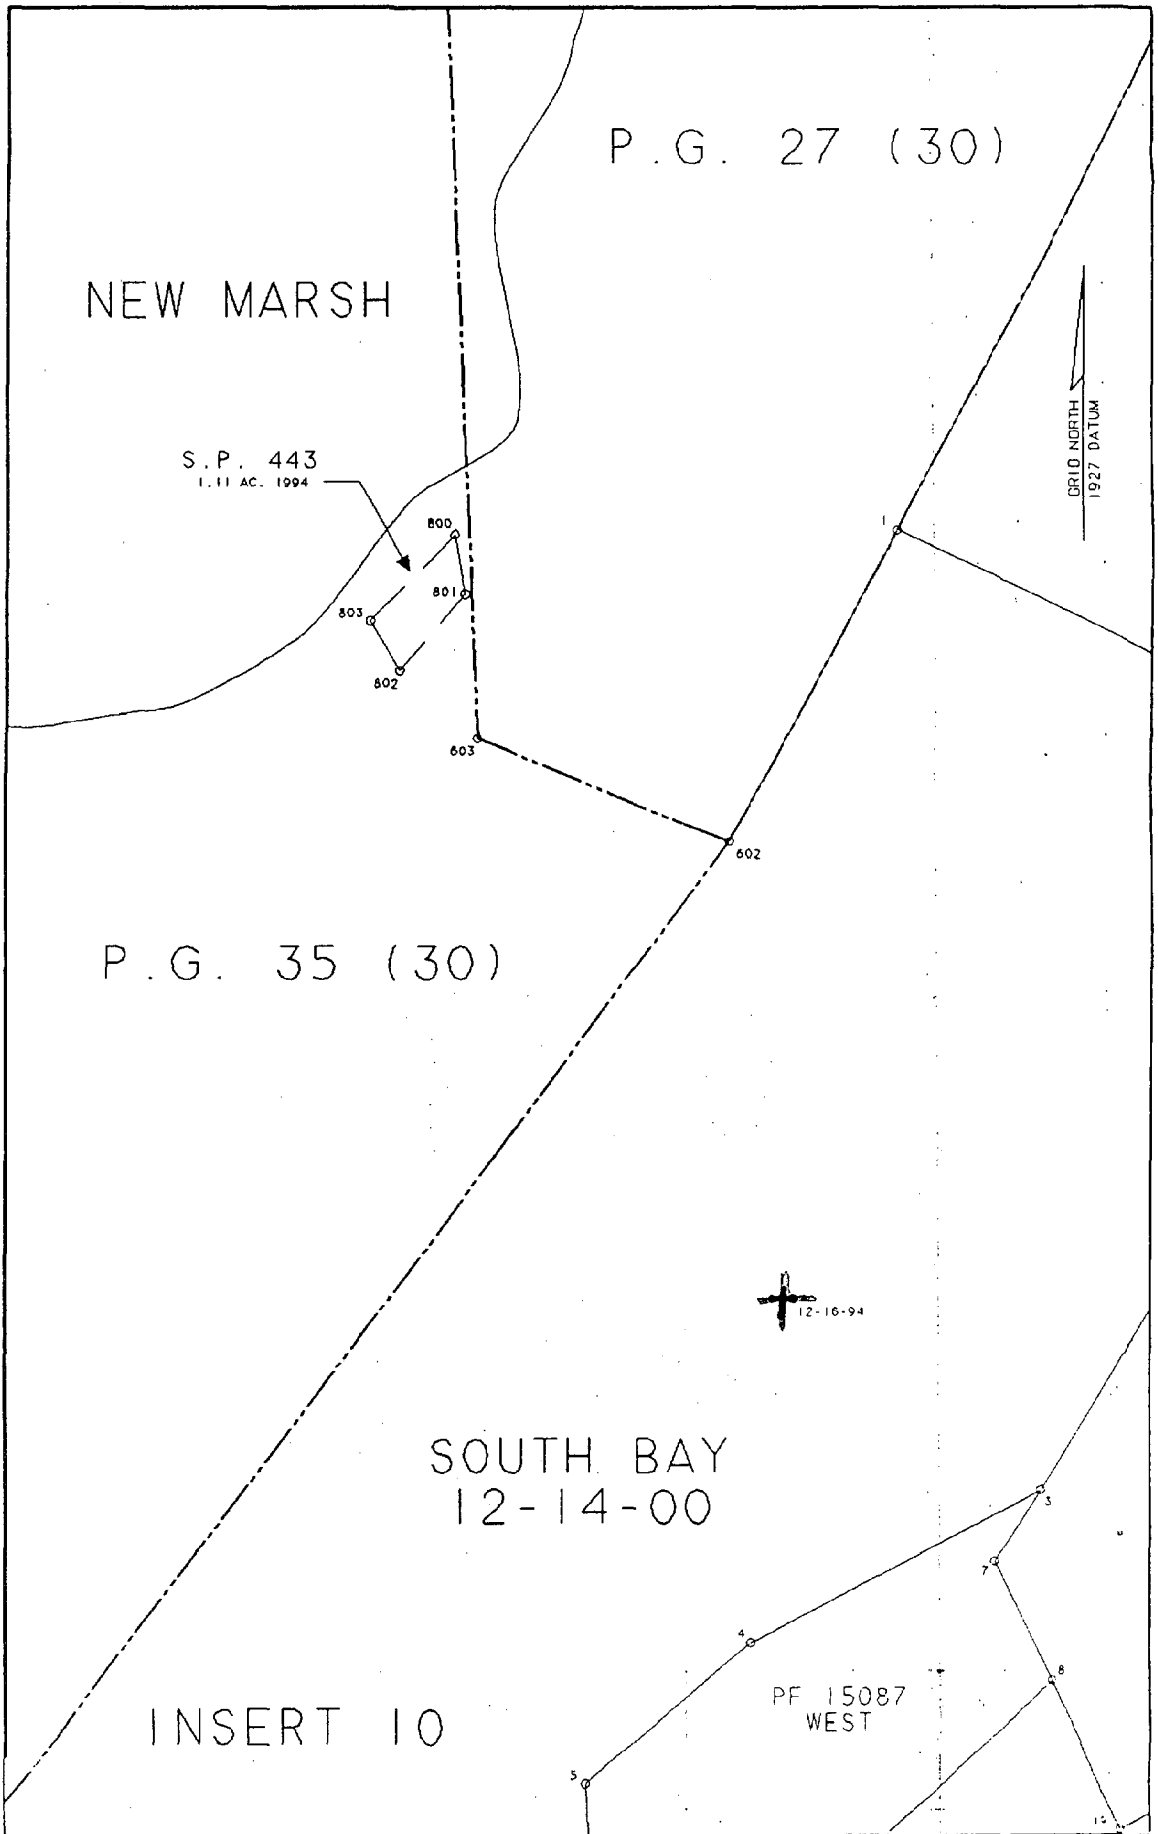 P.G. 27 (30)
NEW MARSH
GRID NORTH
1927 DATUM
S.P. 443
1.11 AC. 1994
800
1
801
803
802
603
602
P.G. 35 (30)
12-16-94
SOUTH BAY
12-14-00
3
7
4
8
PF 15087
WEST
INSERT 10
5